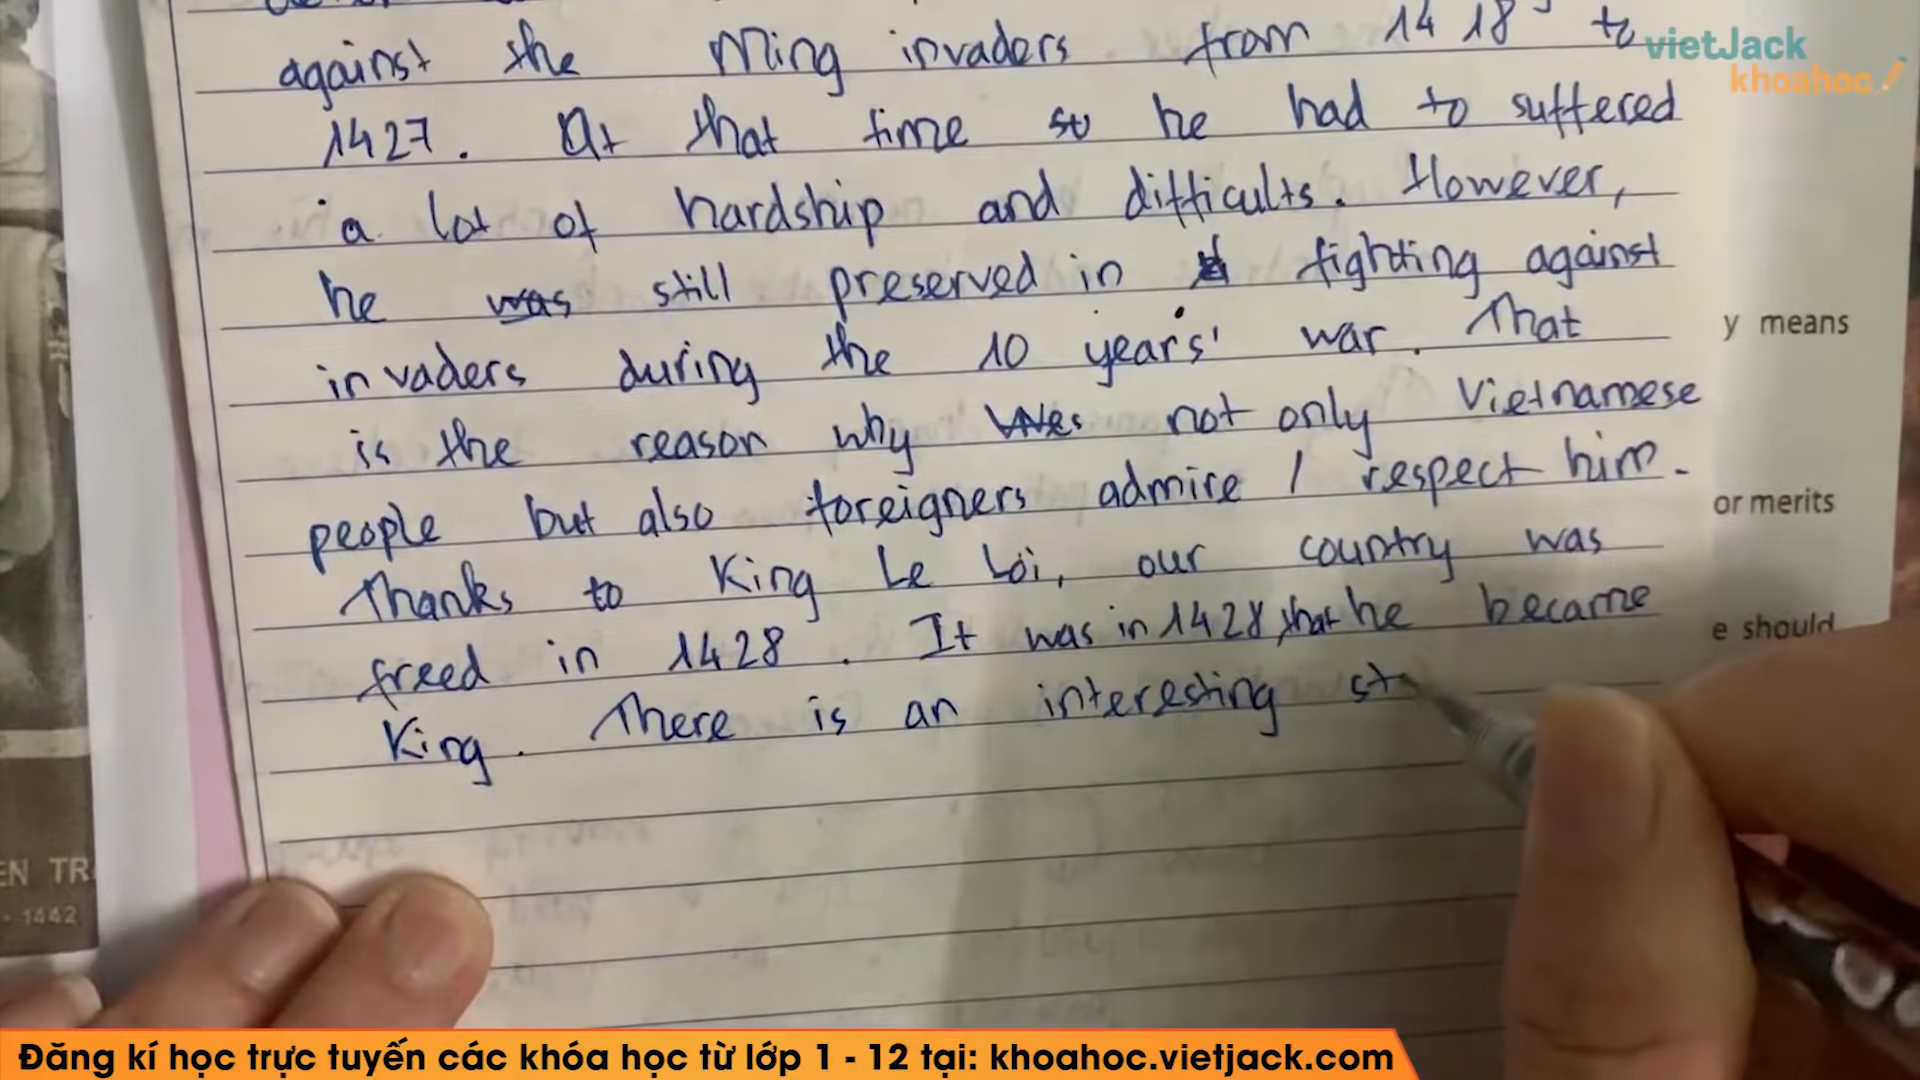 against the Ming invaders from 1418 to
1427. At that time so he had to suffered
a lot of hardship and difficults. However,
he was still preserved in fighting against
invaders during the 10 years' war. That
is the reason why not only Vietnamese
people but also foreigners admire / respect him.
Thanks to King Le Loi, our country was
freed in 1428. It was in 1428 that he became
King. There is an interesting st
vietJack
khoahoc
y means
or merits
e should
EN TR
- 1442
Đăng kí học trực tuyến các khóa học từ lớp 1 - 12 tại: khoahoc.vietjack.com